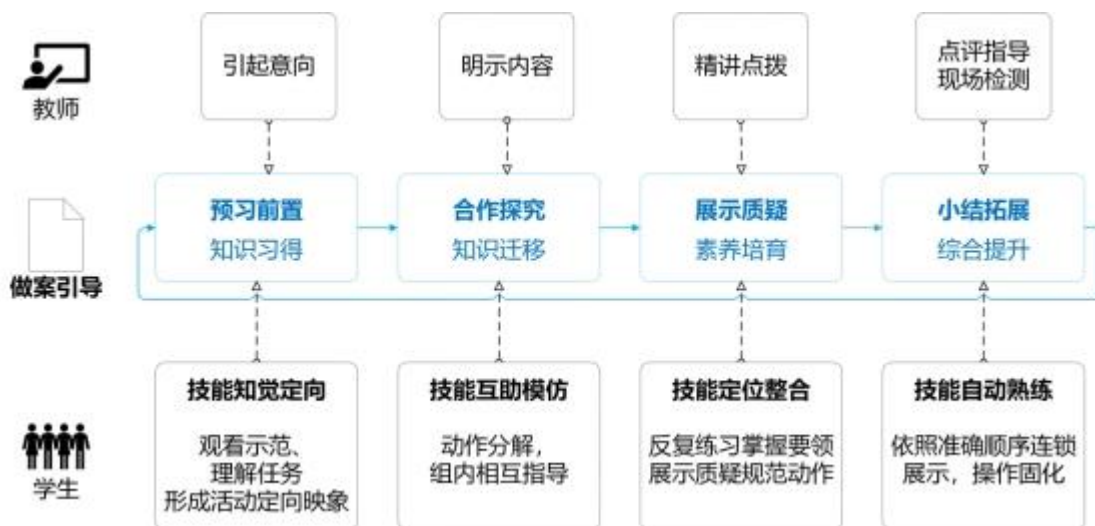 引起意向
明示内容
精讲点拨
点评指导
现场检测
教师
预习前置
知识习得
合作探究
知识迁移
展示质疑
素养培育
小结拓展
综合提升
做案引导
技能知觉定向
观看示范、
理解任务
形成活动定向映象
技能互助模仿
动作分解，
组内相互指导
技能定位整合
反复练习掌握要领
展示质疑规范动作
技能自动熟练
依照准确顺序连锁
展示，操作固化
学生